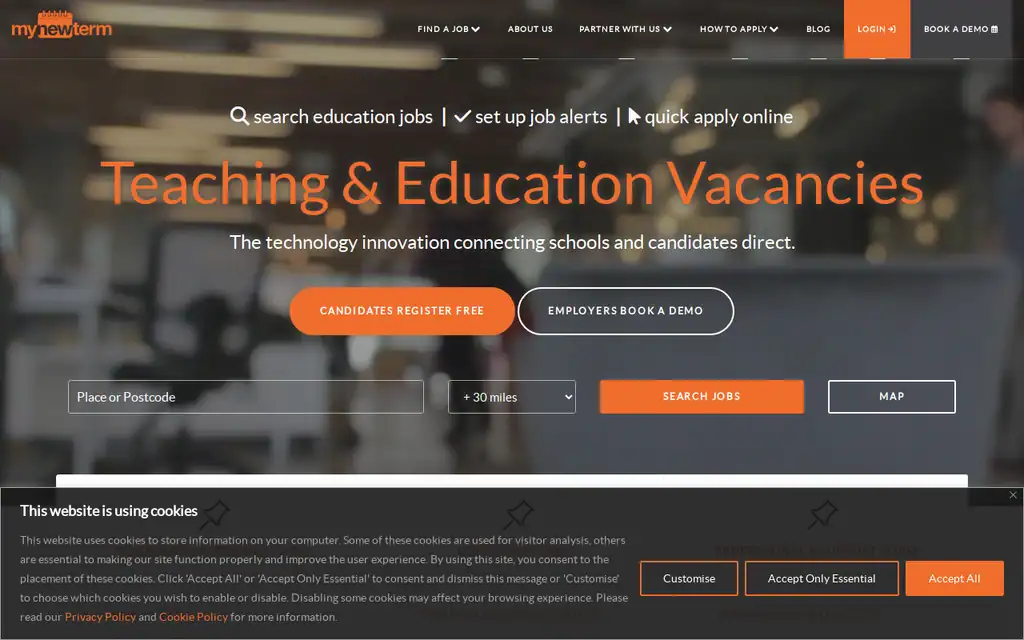 mynewterm
FIND A JOB ABOUT US PARTNER WITH US HOW TO APPLY BLOG LOGIN BOOK A DEMO
search education jobs | set up job alerts | quick apply online
Teaching & Education Vacancies
The technology innovation connecting schools and candidates direct.
CANDIDATES REGISTER FREE EMPLOYERS BOOK A DEMO
Place or Postcode + 30 miles SEARCH JOBS MAP
This website is using cookies
This website uses cookies to store information on your computer. Some of these cookies are used for visitor analysis, others
are essential to making our site function properly and improve the user experience. By using this site, you consent to the
placement of these cookies. Click 'Accept All' or 'Accept Only Essential' to consent and dismiss this message or 'Customise'
to choose which cookies you wish to enable or disable. Disabling some cookies may affect your browsing experience. Please
read our Privacy Policy and Cookie Policy for more information.
Customise Accept Only Essential Accept All